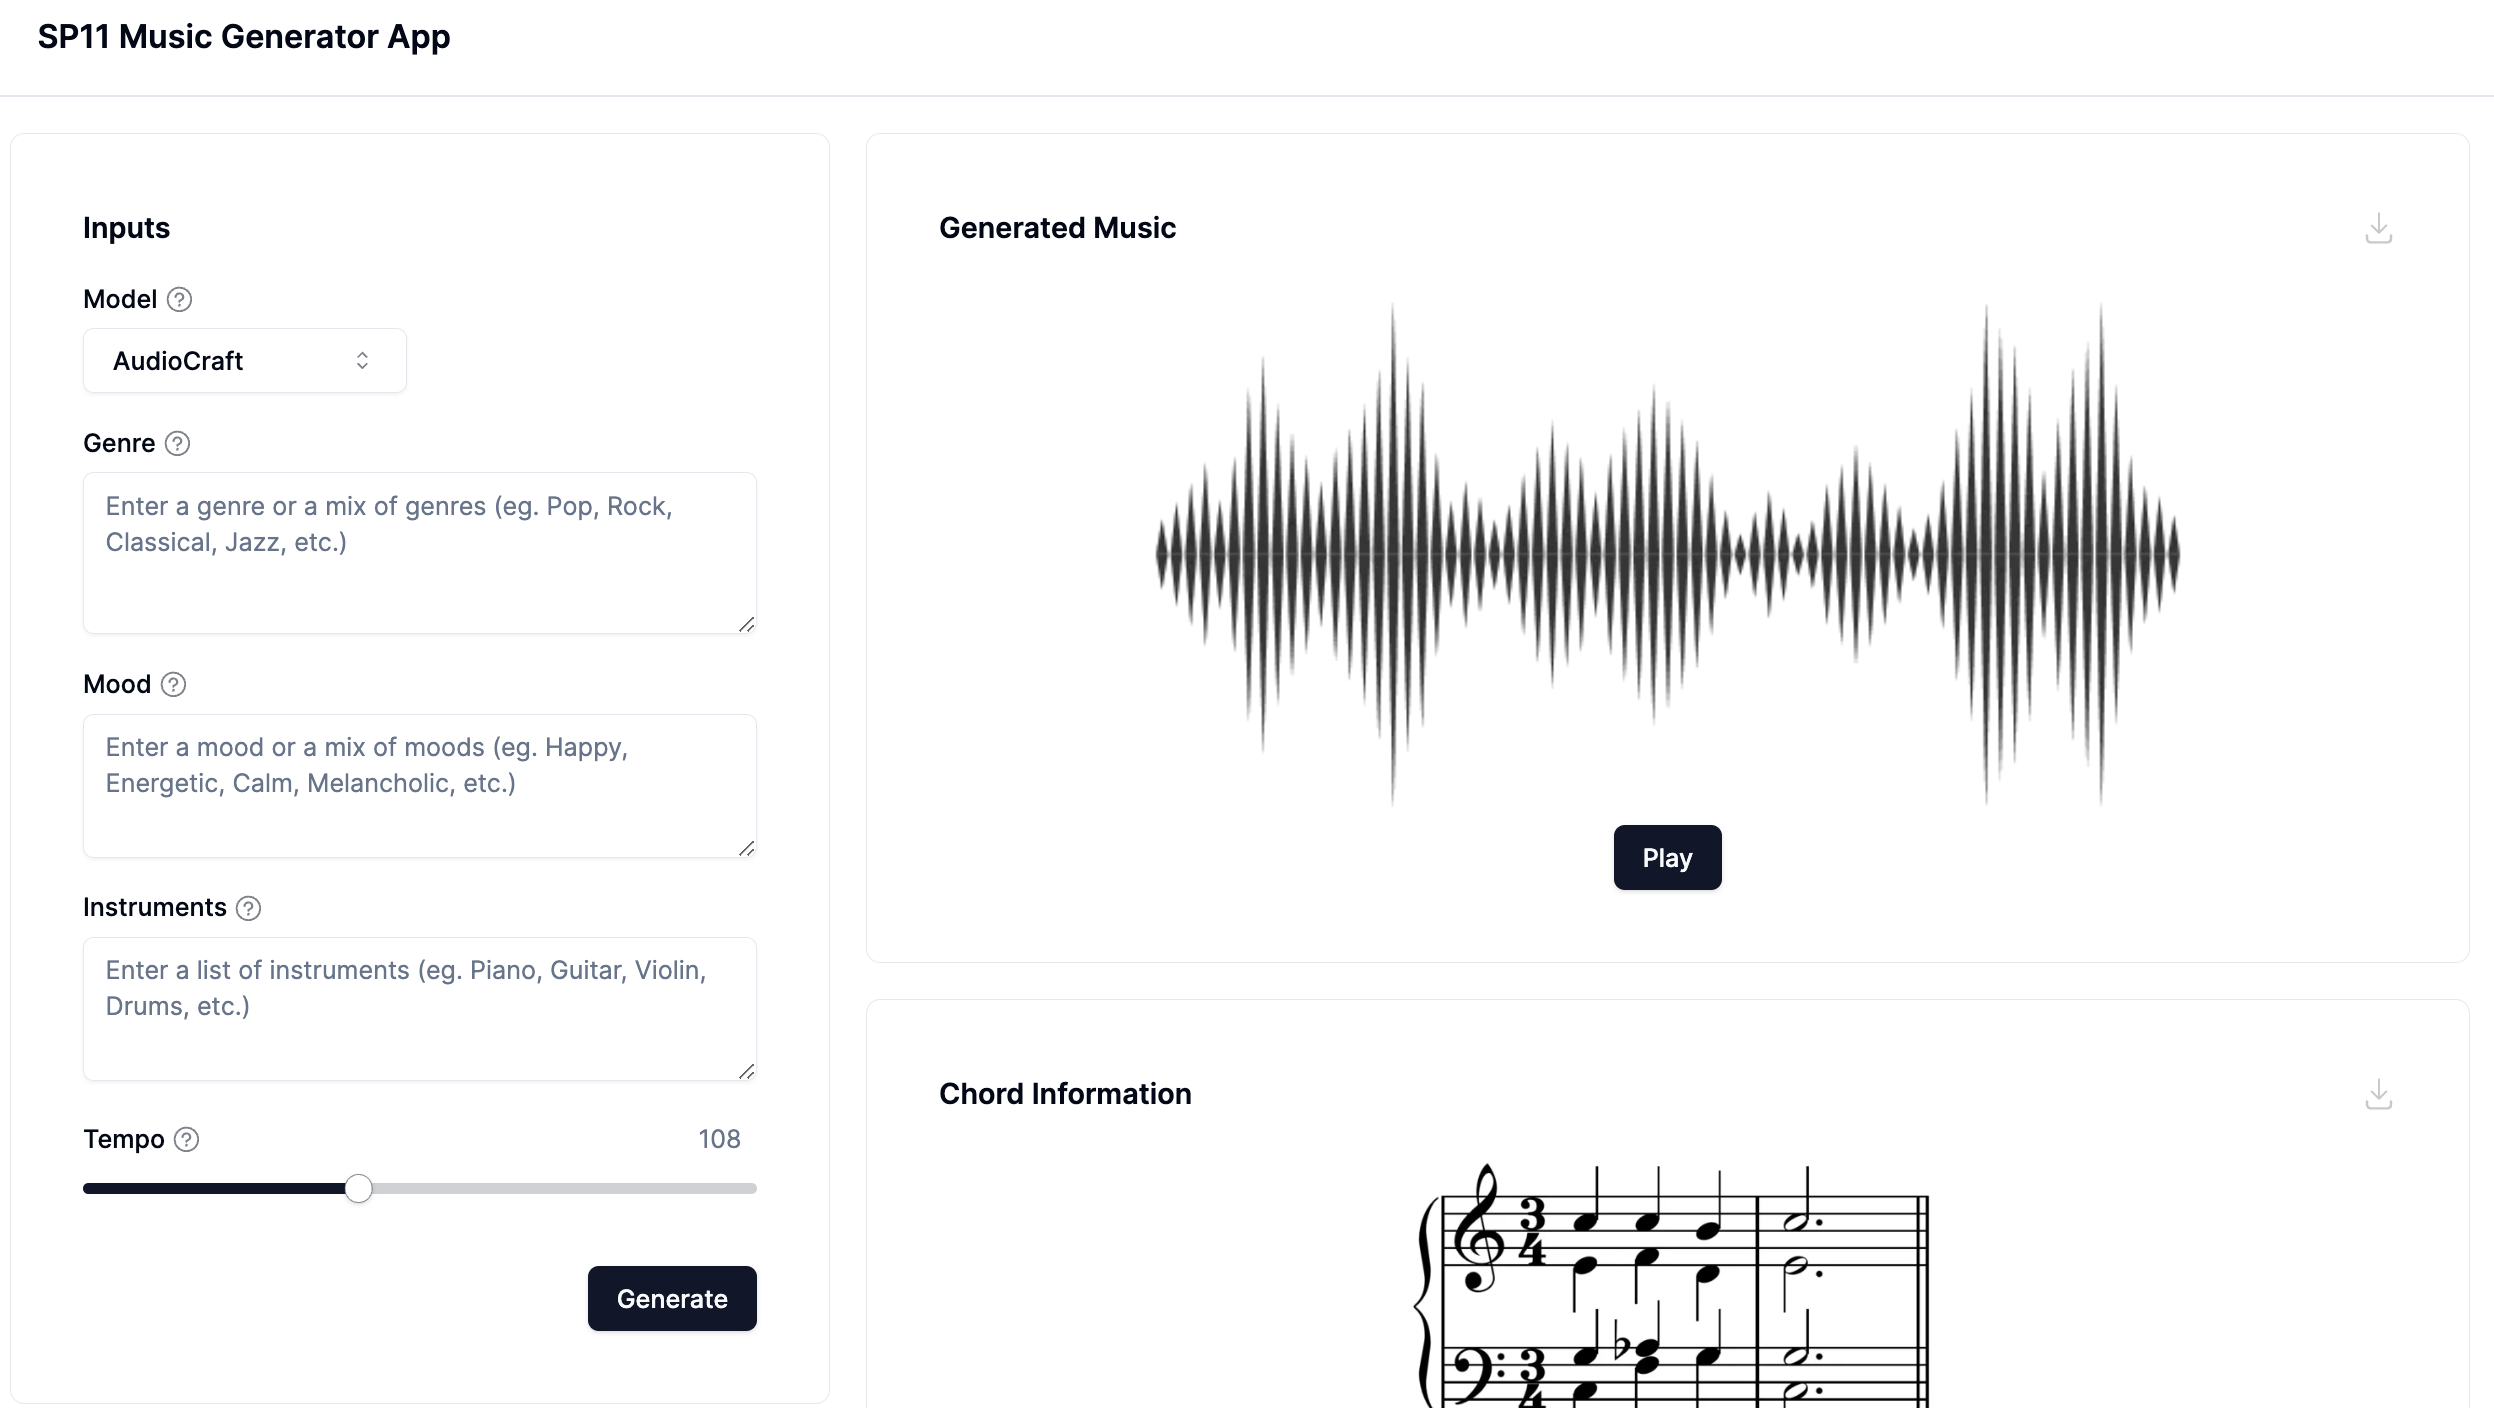 SP11 Music Generator App
Inputs
Model
AudioCraft
Genre
Enter a genre or a mix of genres (eg. Pop, Rock,
Classical, Jazz, etc.)
Mood
Enter a mood or a mix of moods (eg. Happy,
Energetic, Calm, Melancholic, etc.)
Instruments
Enter a list of instruments (eg. Piano, Guitar, Violin,
Drums, etc.)
Tempo
108
Generate
Generated Music
Play
Chord Information
3
4
3
4